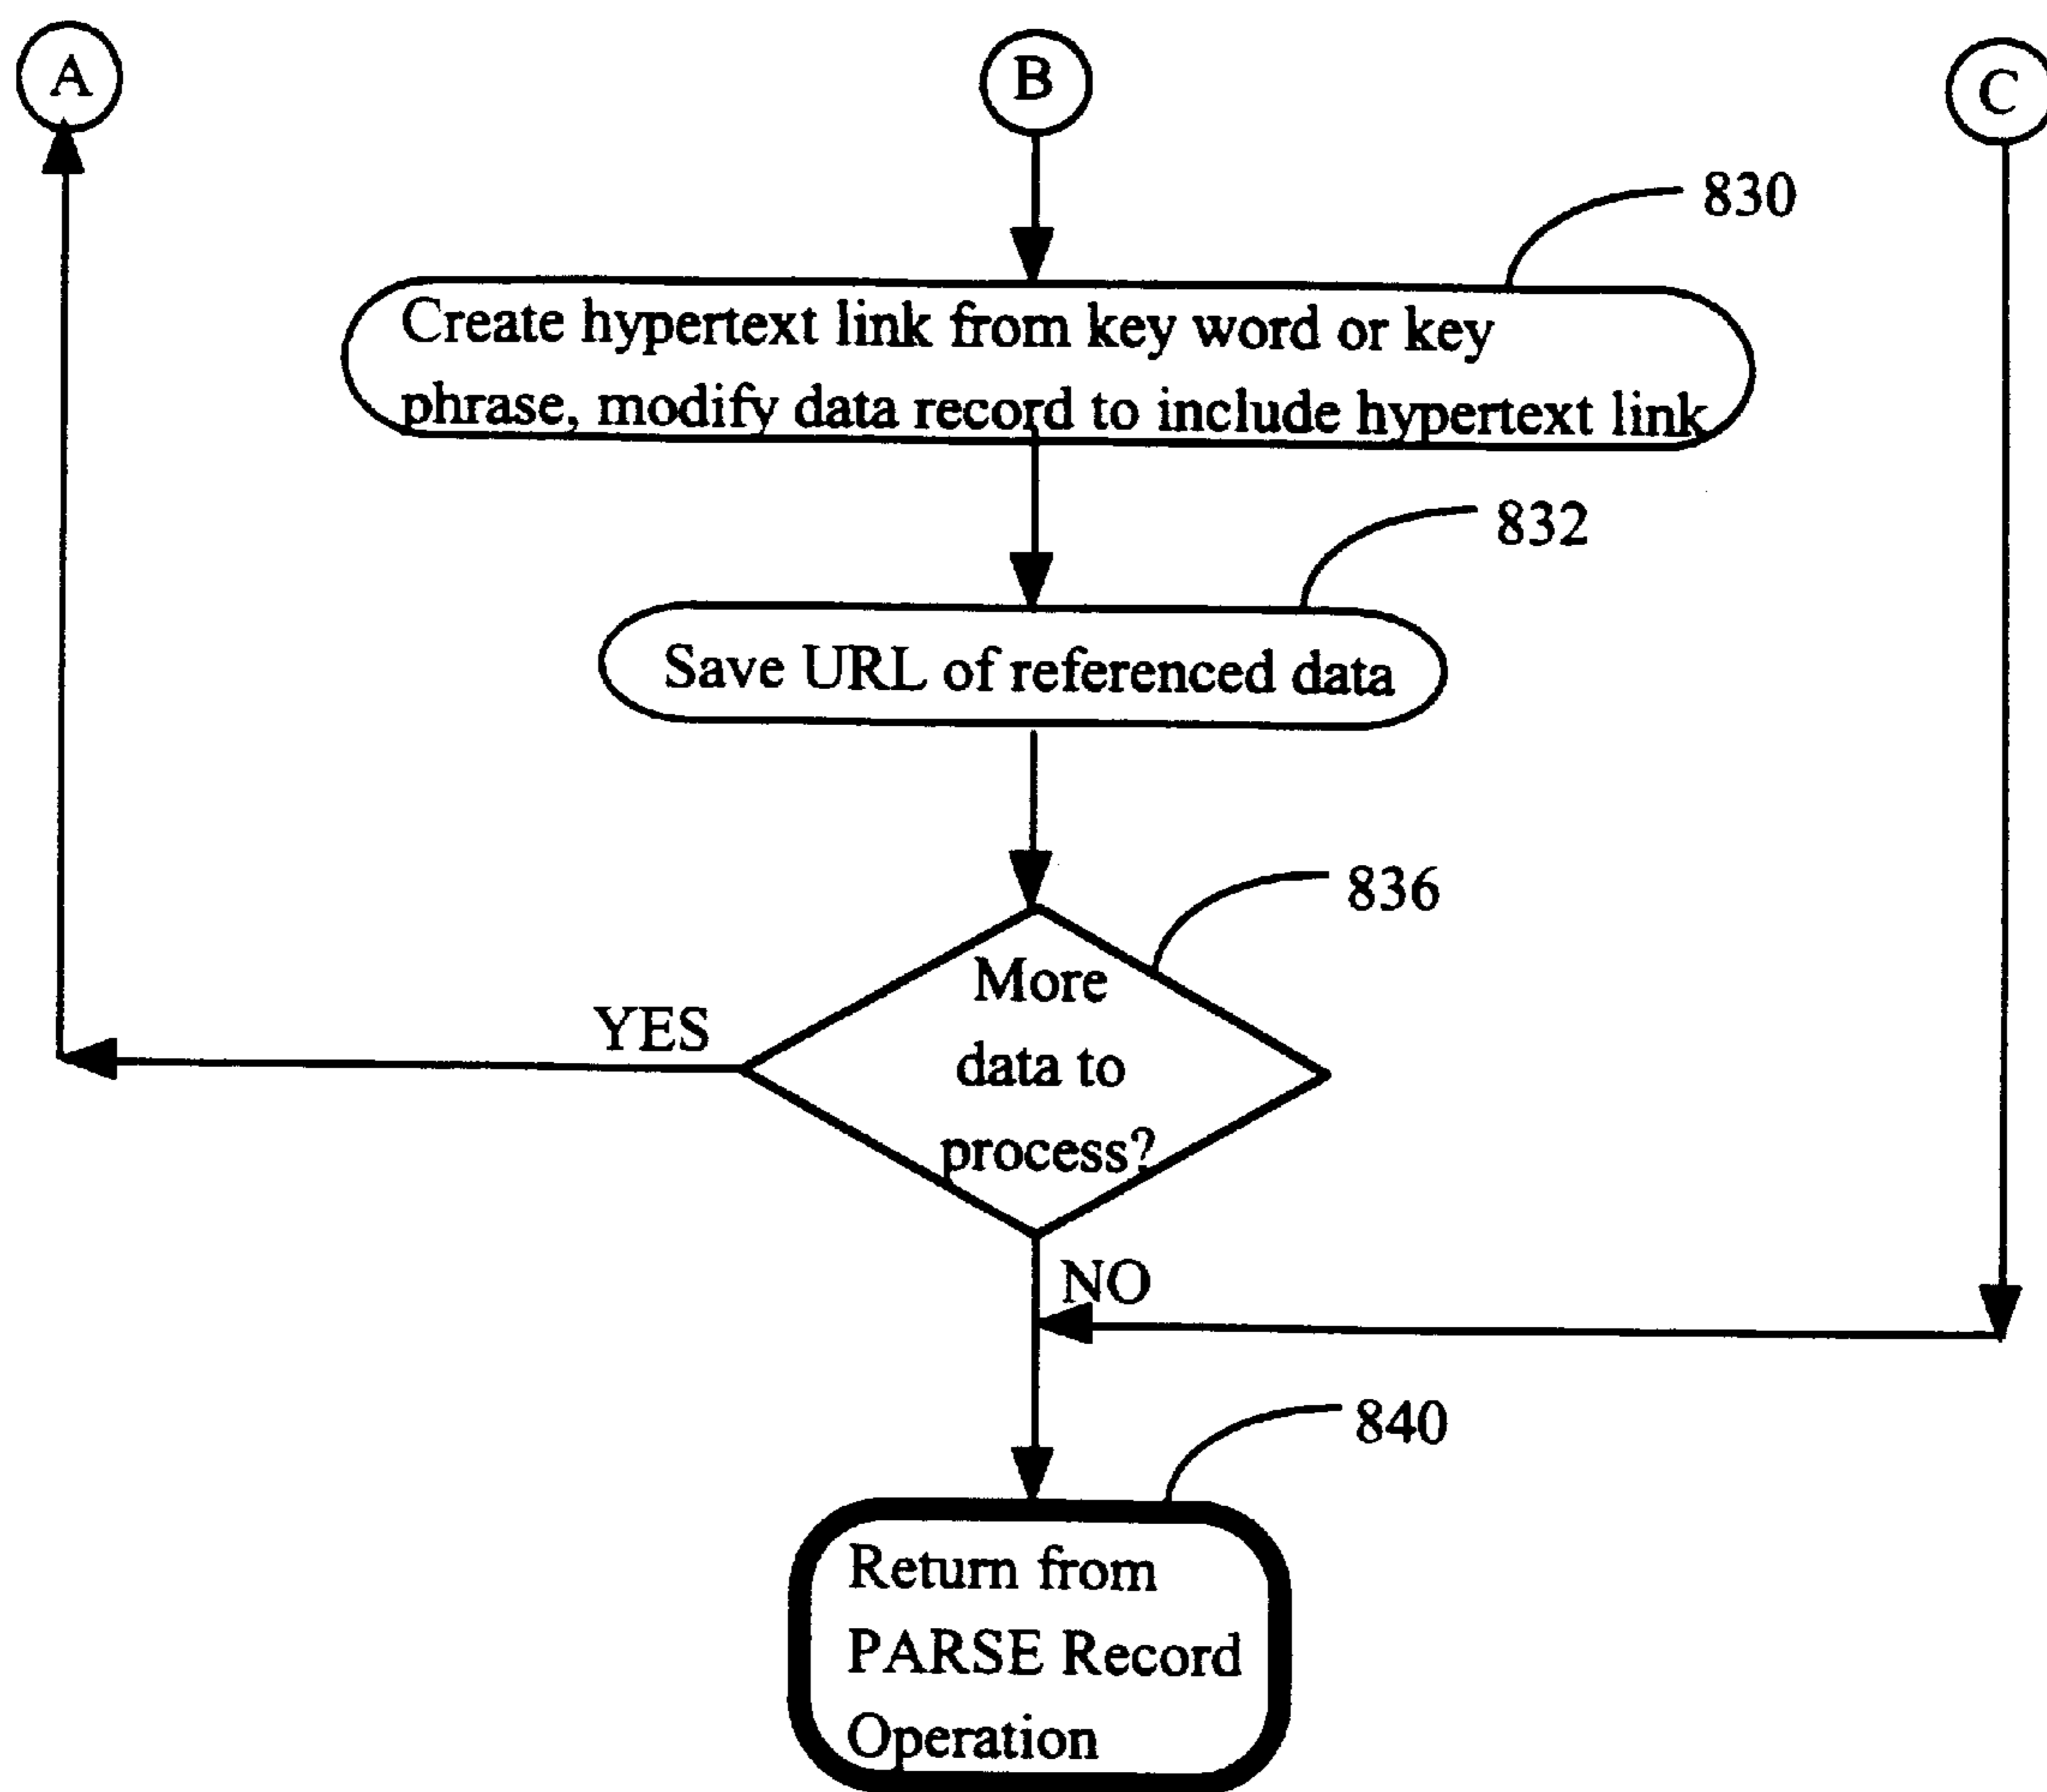 A
B
C
830
Create hypertext link from key word or key
phrase, modify data record to include hypertext link
832
Save URL of referenced data
836
More
data to
process?
YES
NO
840
Return from
PARSE Record
Operation